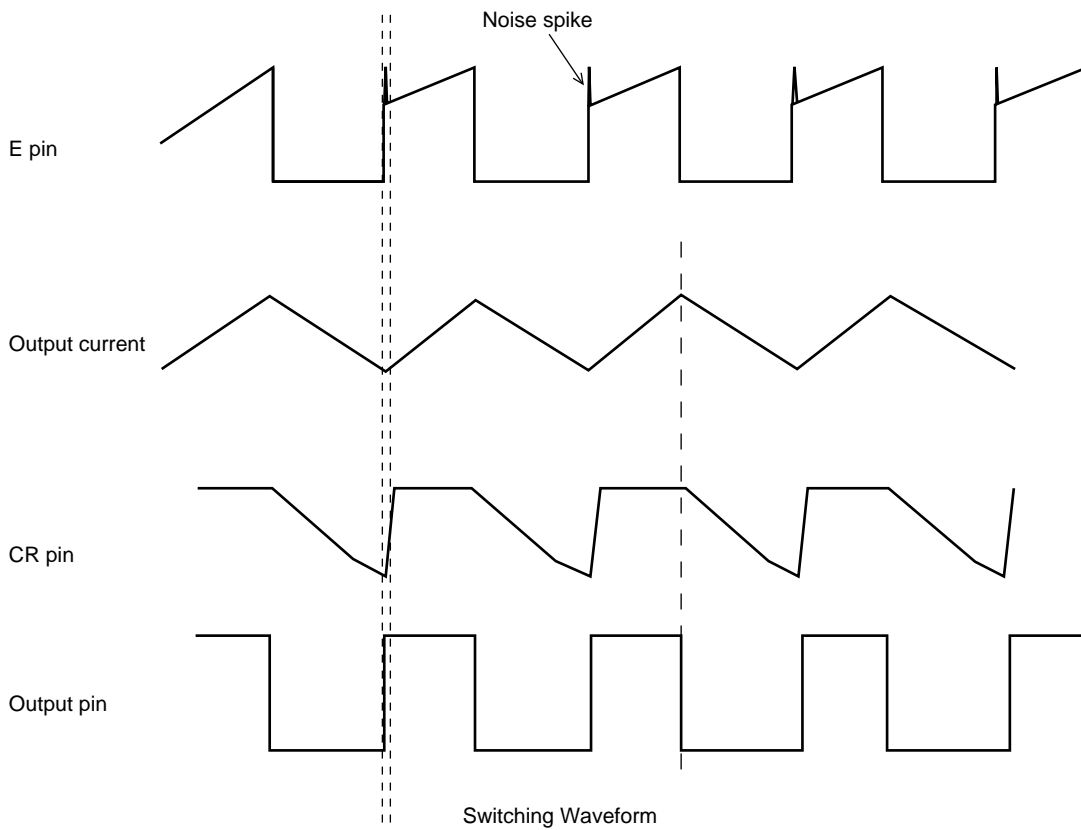 Noise spike
E pin
Output current
CR pin
Output pin
Switching Waveform